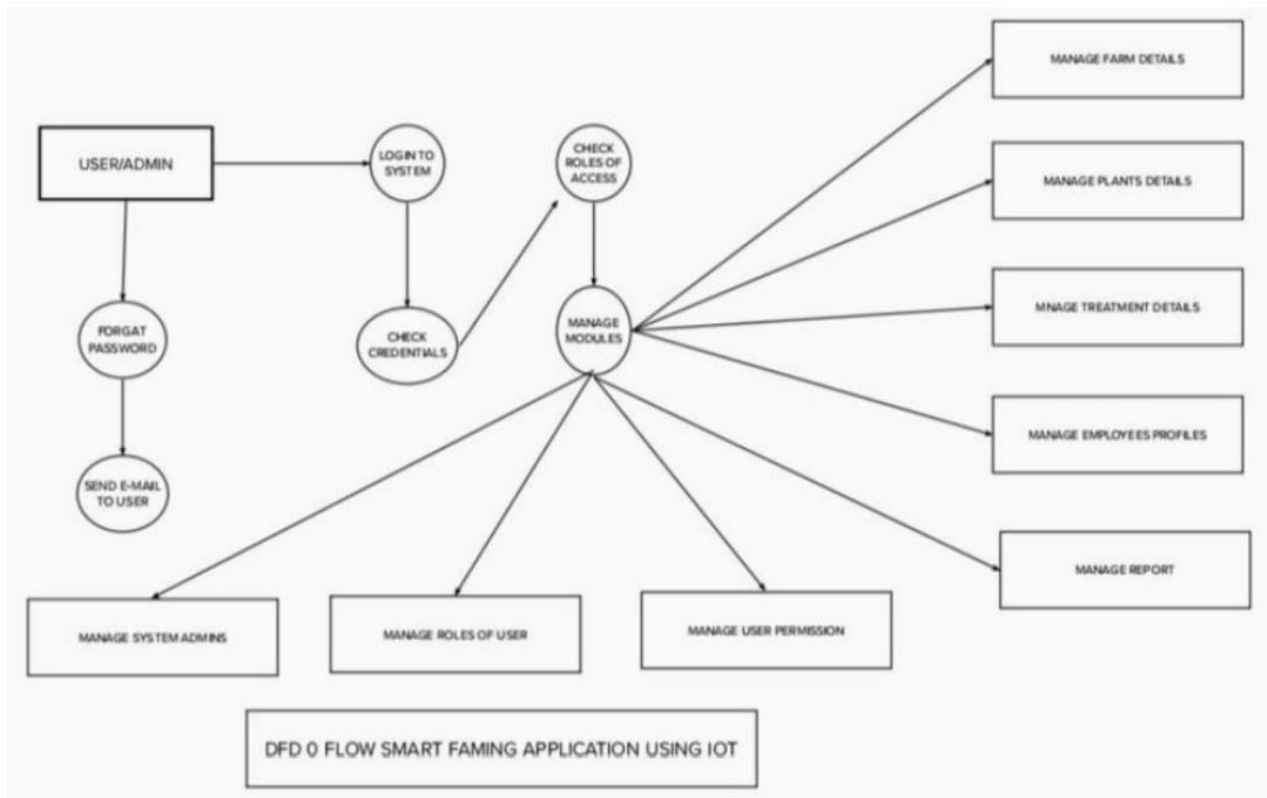 MANAGE FARM DETAILS
USER/ADMIN
LOGIN TO
SYSTEM
CHECK
ROLES OF
ACCESS
MANAGE PLANTS DETAILS
FORGAT
PASSWORD
CHECK
CREDENTIALS
MANAGE
MODULES
MNAGE TREATMENT DETAILS
MANAGE EMPLOYEES PROFILES
SEND E-MAIL
TO USER
MANAGE REPORT
MANAGE SYSTEM ADMINS
MANAGE ROLES OF USER
MANAGE USER PERMISSION
DFD 0 FLOW SMART FAMING APPLICATION USING IOT